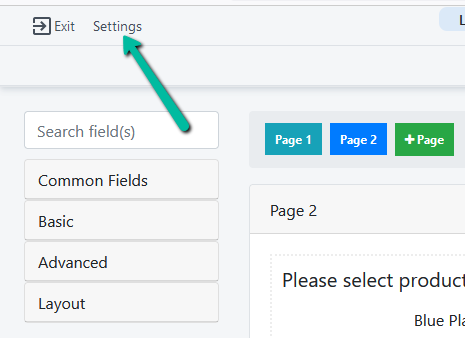 Exit Settings
Search field(s)
Common Fields
Basic
Advanced
Layout
Page 1 Page 2 +Page
Page 2
Please select product
Blue Pla